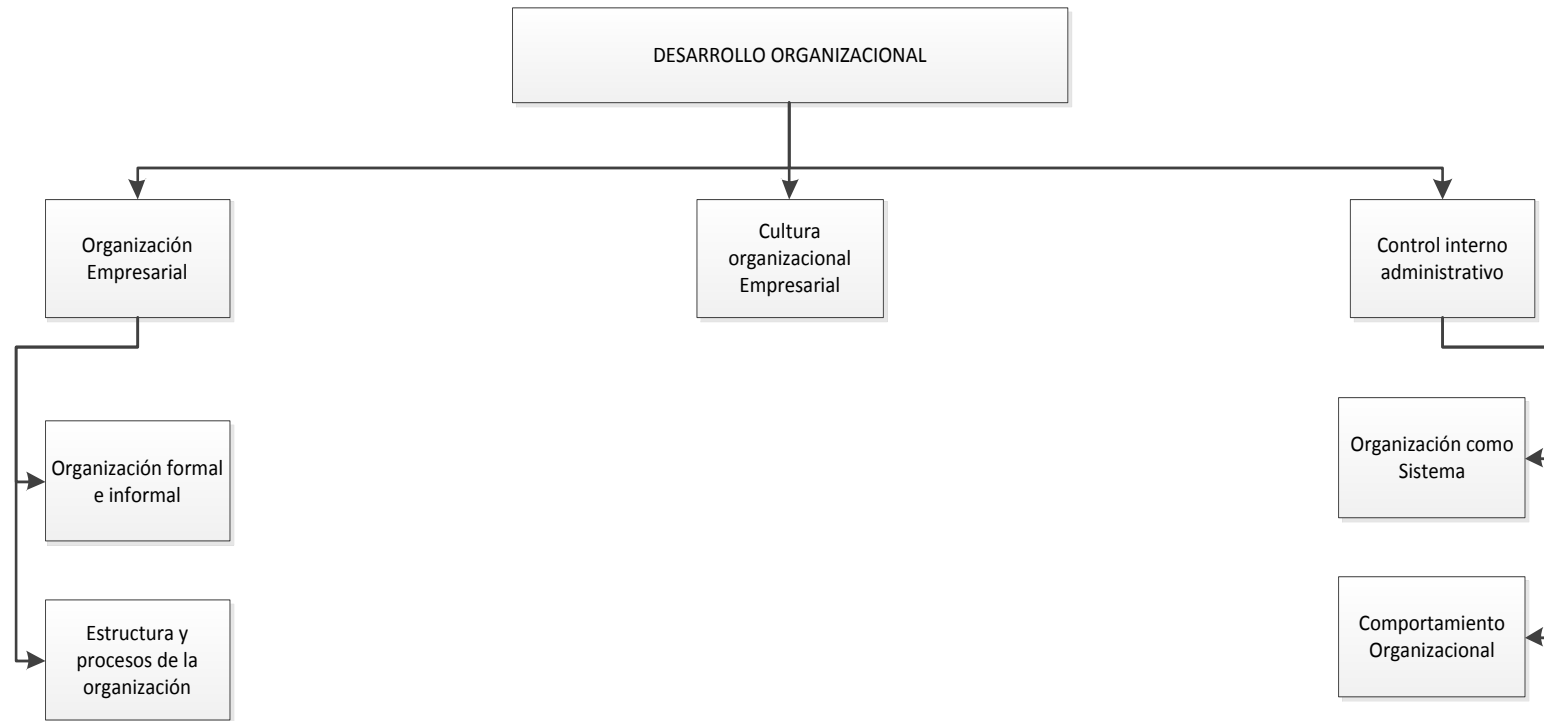 DESARROLLO ORGANIZACIONAL
Organización
Empresarial
Cultura
organizacional
Empresarial
Control interno
administrativo
Organización formal
e informal
Organización como
Sistema
Estructura y
procesos de la
organización
Comportamiento
Organizacional